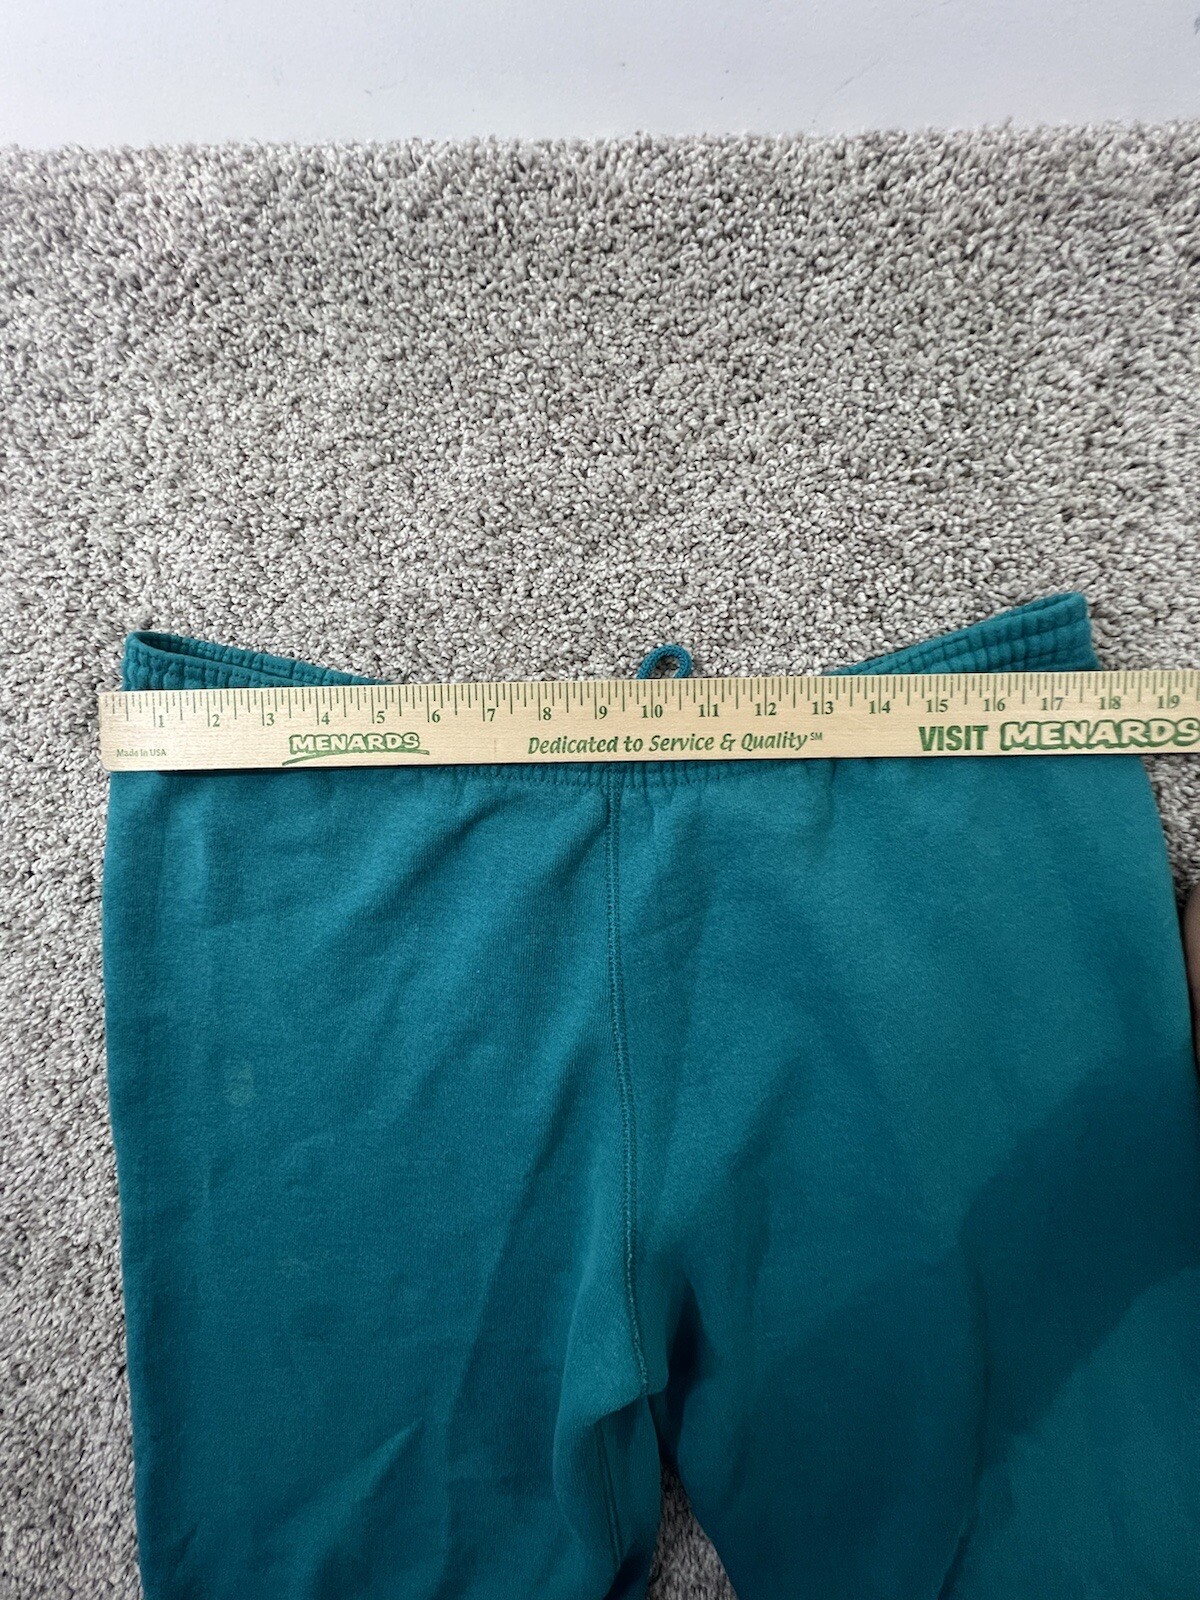 1 2 3 4 5 6 7 8 9 10 11 12 13 14 15 16 17 18 19
Made in USA MENARDS Dedicated to Service & Quality SM VISIT MENARDS